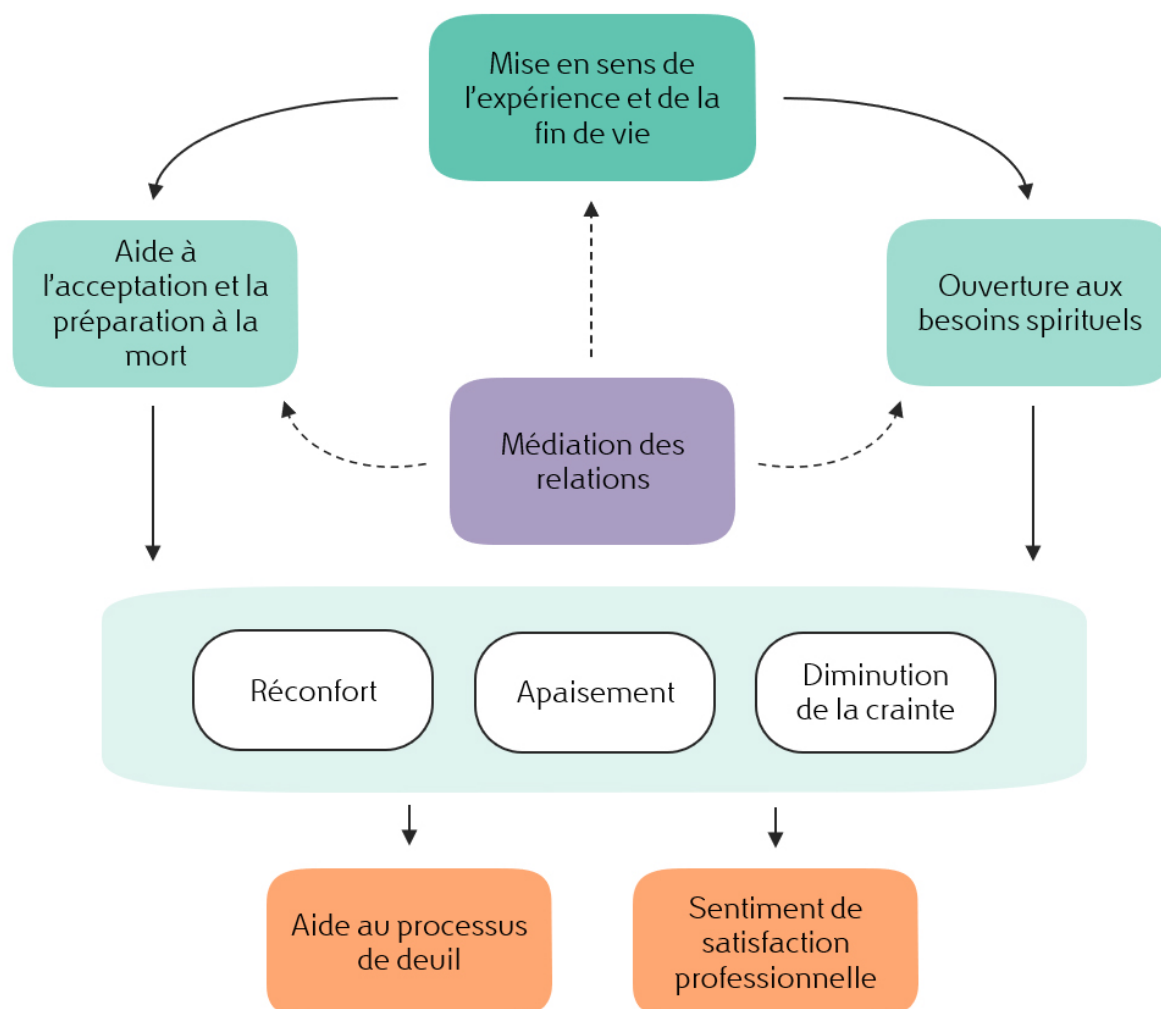 Mise en sens de
l'expérience et de la
fin de vie
Aide à
l'acceptation et la
préparation à la
mort
Ouverture aux
besoins spirituels
Médiation des
relations
Réconfort
Apaisement
Diminution
de la crainte
Aide au processus
de deuil
Sentiment de
satisfaction
professionnelle